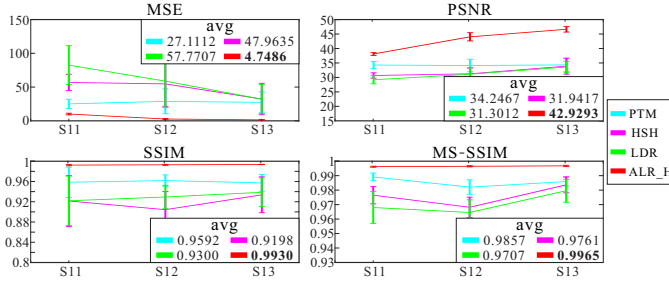 MSE
avg
27.1112 47.9635
57.7707 4.7486
150
100
50
0
S11 S12 S13
PSNR
50
45
40
35
30
25
20
15
avg
34.2467 31.9417
31.3012 42.9293
S11 S12 S13
PTM
HSH
LDR
ALR_H
SSIM
1
0.96
0.92
0.88
0.84
0.8
avg
0.9592 0.9198
0.9300 0.9930
S11 S12 S13
MS-SSIM
1
0.99
0.98
0.97
0.96
0.95
0.94
0.93
avg
0.9857 0.9761
0.9707 0.9965
S11 S12 S13